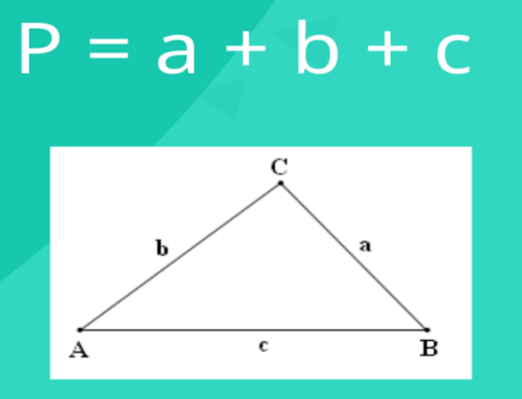 P = a + b + c
C
b a
A c B